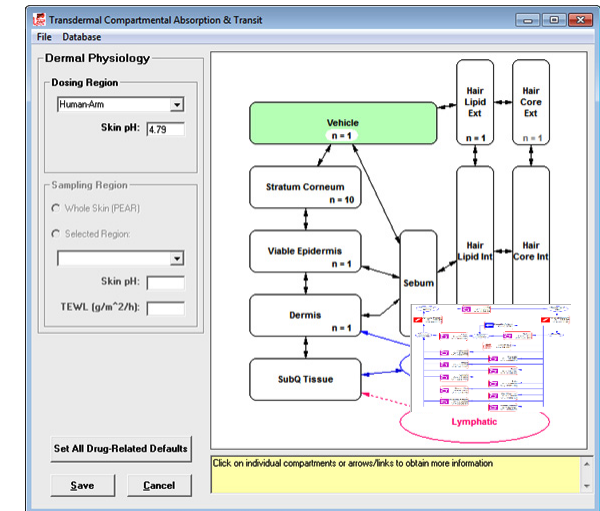 Transdermal Compartmental Absorption & Transit
File Database
Dermal Physiology
Dosing Region
Human-Arm
Skin pH: 4.79
Sampling Region
Whole Skin (PEAR)
Selected Region:
Skin pH:
TEWL (g/m^2/h):
Set All Drug-Related Defaults
Save Cancel
Vehicle
n = 1
Hair
Lipid
Ext
n = 1
Hair
Core
Ext
n = 1
Stratum Corneum
n = 10
Viable Epidermis
n = 1
Dermis
n = 1
SubQ Tissue
Sebum
Hair
Lipid Int
Hair
Core Int
Lymphatic
Click on individual compartments or arrows/links to obtain more information